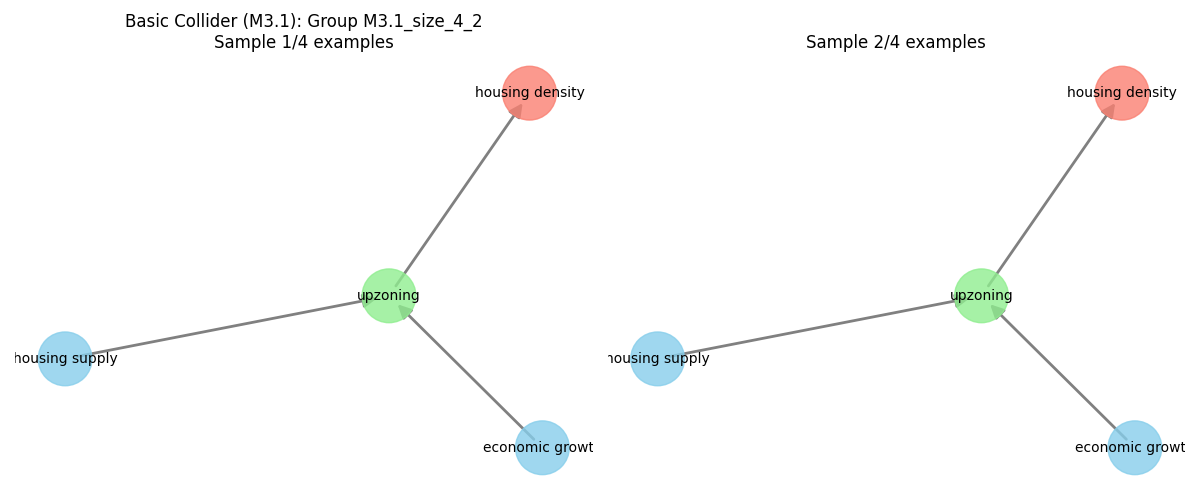 Basic Collider (M3.1): Group M3.1_size_4_2
Sample 1/4 examples
housing density
upzoning
housing supply
economic growt
Sample 2/4 examples
housing density
upzoning
housing supply
economic growt